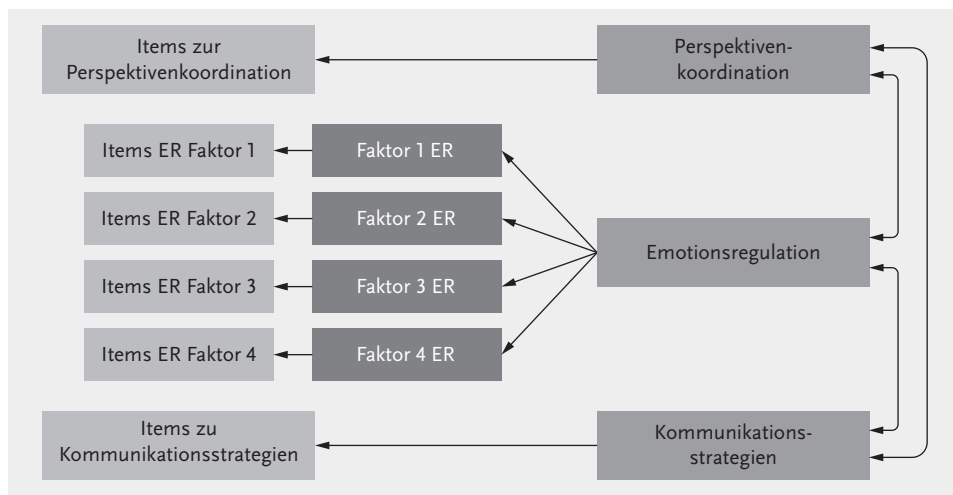 Items zur
Perspektivenkoordination
Perspektiven-
koordination
Items ER Faktor 1
Faktor 1 ER
Items ER Faktor 2
Faktor 2 ER
Emotionsregulation
Items ER Faktor 3
Faktor 3 ER
Items ER Faktor 4
Faktor 4 ER
Items zu
Kommunikationsstrategien
Kommunikations-
strategien